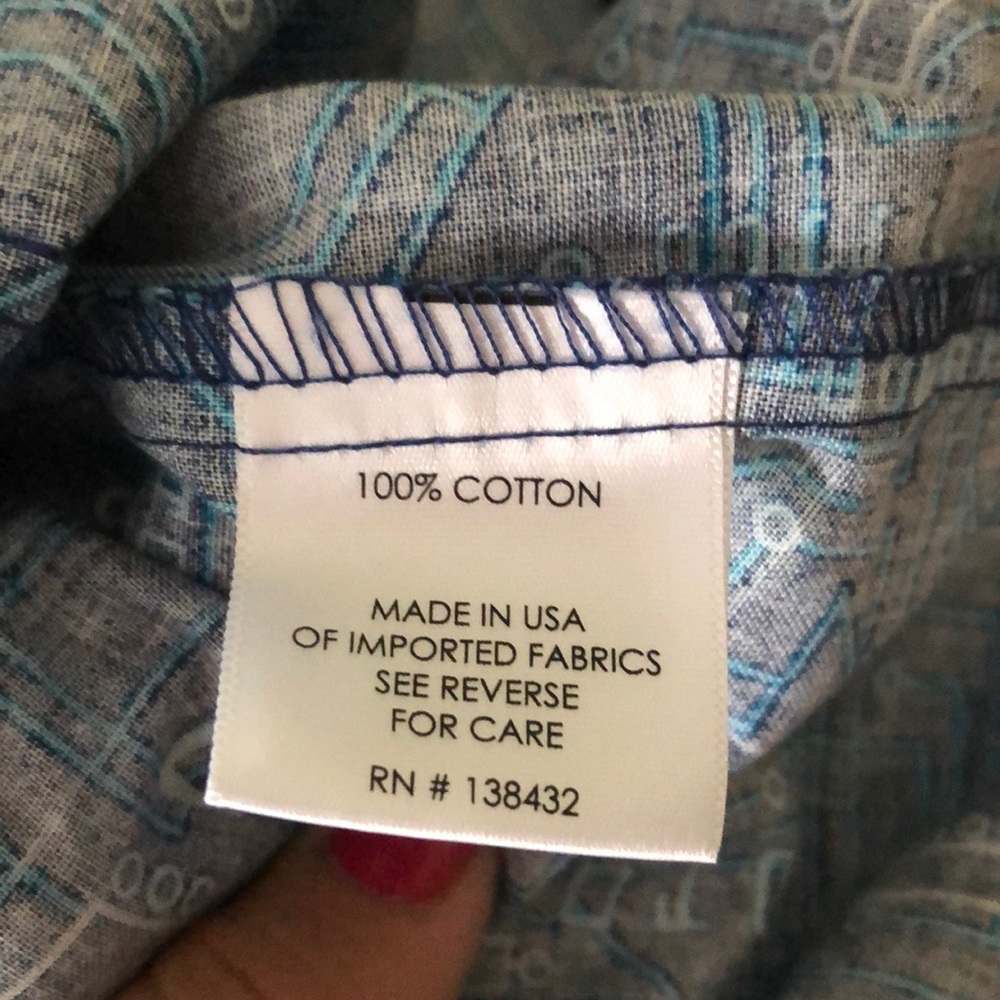 100% COTTON
MADE IN USA
OF IMPORTED FABRICS
SEE REVERSE
FOR CARE
RN # 138432